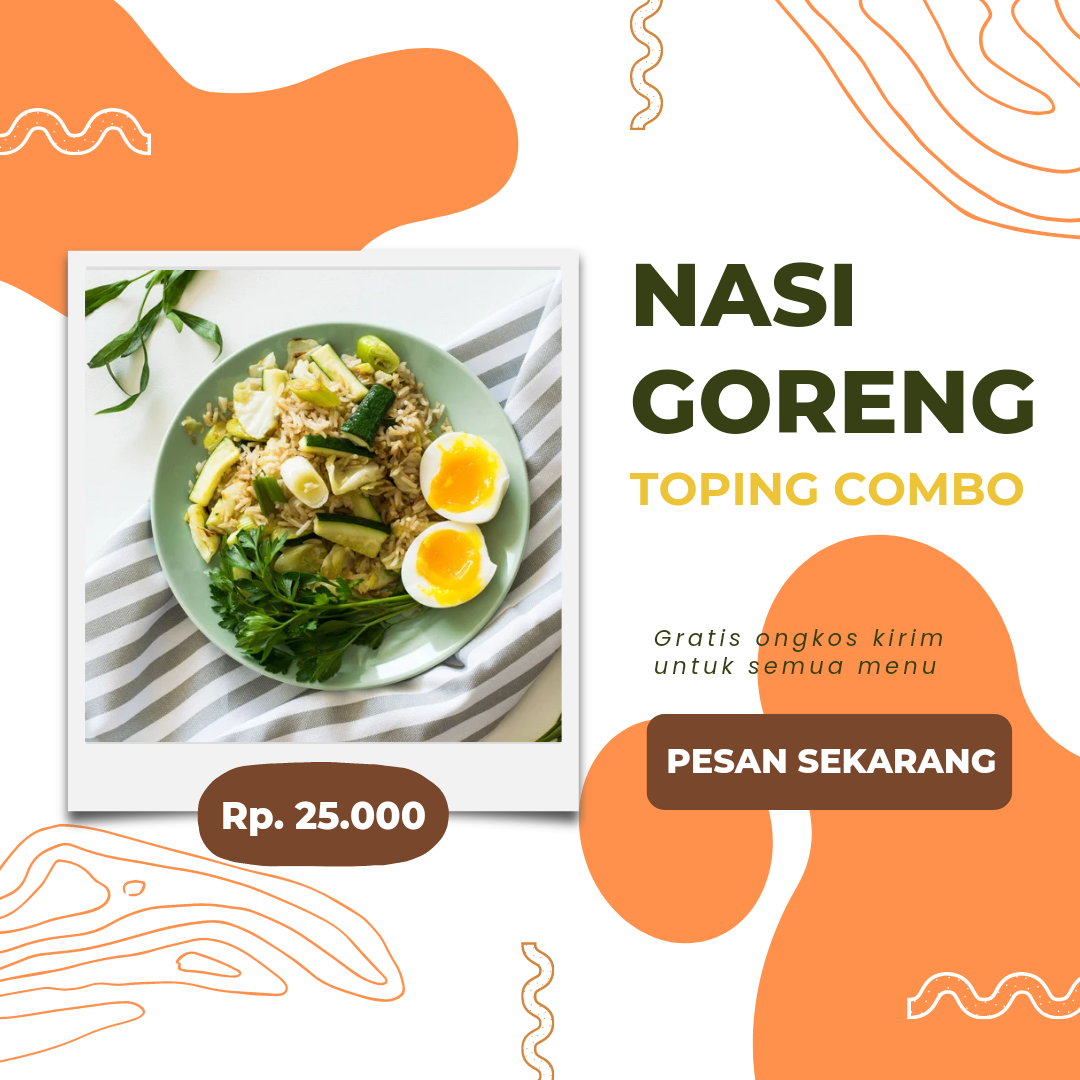 NASI
GORENG
TOPING COMBO
Gratis ongkos kirim
untuk semua menu
PESAN SEKARANG
Rp. 25.000